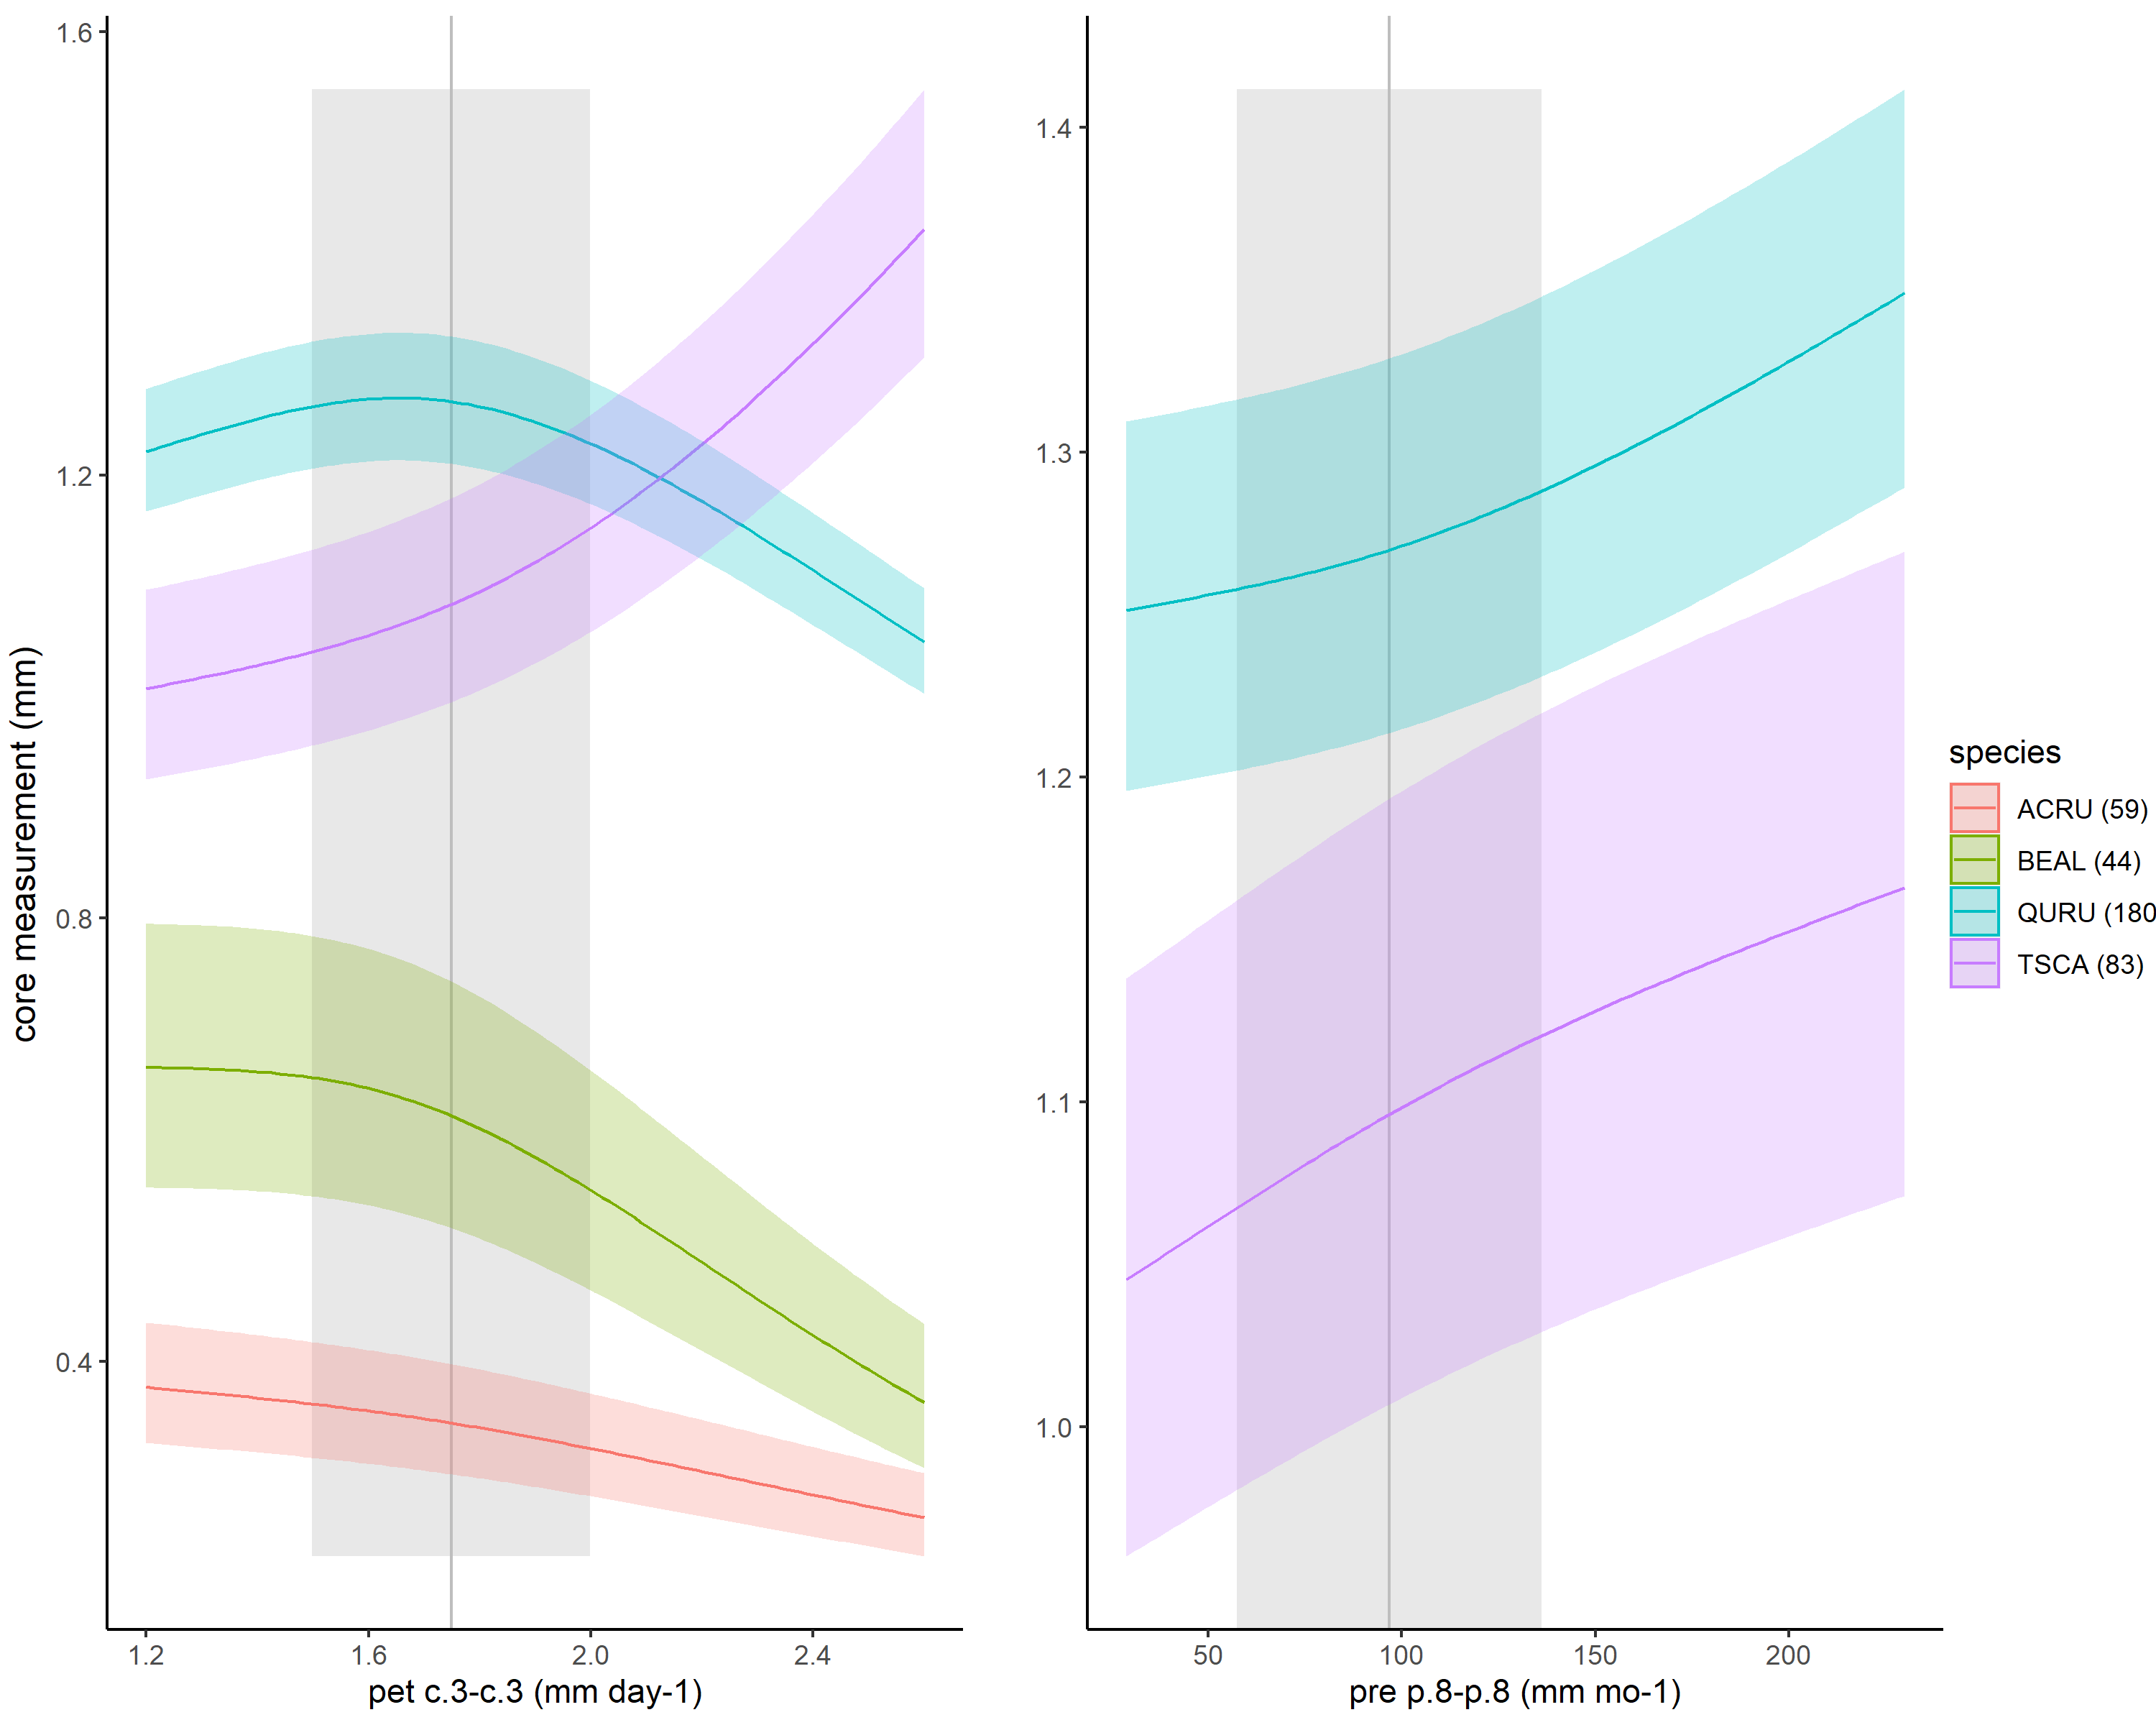 core measurement (mm)
1.6
1.2
0.8
0.4
1.2 1.6 2.0 2.4
pet c.3-c.3 (mm day-1)
1.4
1.3
1.2
1.1
1.0
50 100 150 200
pre p.8-p.8 (mm mo-1)
species
ACRU (59)
BEAL (44)
QURU (180
TSCA (83)